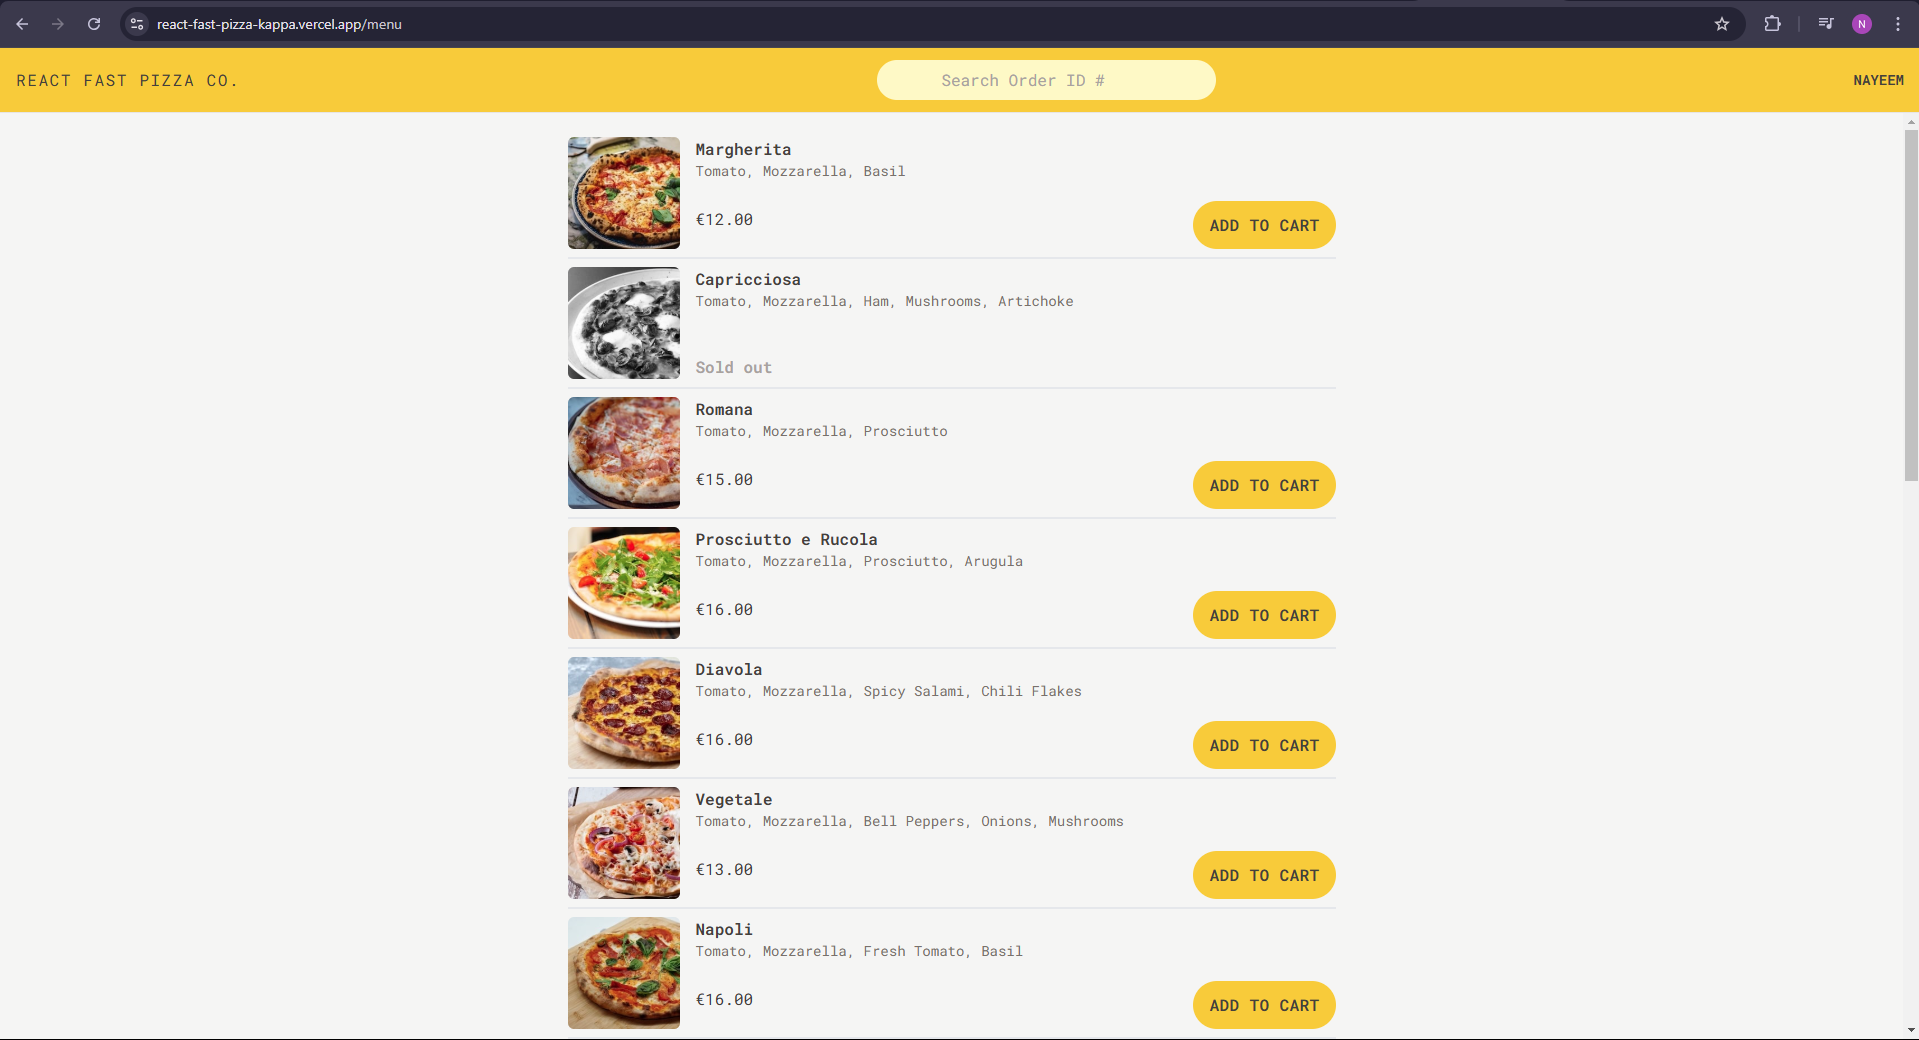 react-fast-pizza-kappa.vercel.app/menu
N
REACT FAST PIZZA CO.
Search Order ID #
NAYEEM
Margherita
Tomato, Mozzarella, Basil
€12.00
ADD TO CART
Capricciosa
Tomato, Mozzarella, Ham, Mushrooms, Artichoke
Sold out
Romana
Tomato, Mozzarella, Prosciutto
€15.00
ADD TO CART
Prosciutto e Rucola
Tomato, Mozzarella, Prosciutto, Arugula
€16.00
ADD TO CART
Diavola
Tomato, Mozzarella, Spicy Salami, Chili Flakes
€16.00
ADD TO CART
Vegetale
Tomato, Mozzarella, Bell Peppers, Onions, Mushrooms
€13.00
ADD TO CART
Napoli
Tomato, Mozzarella, Fresh Tomato, Basil
€16.00
ADD TO CART